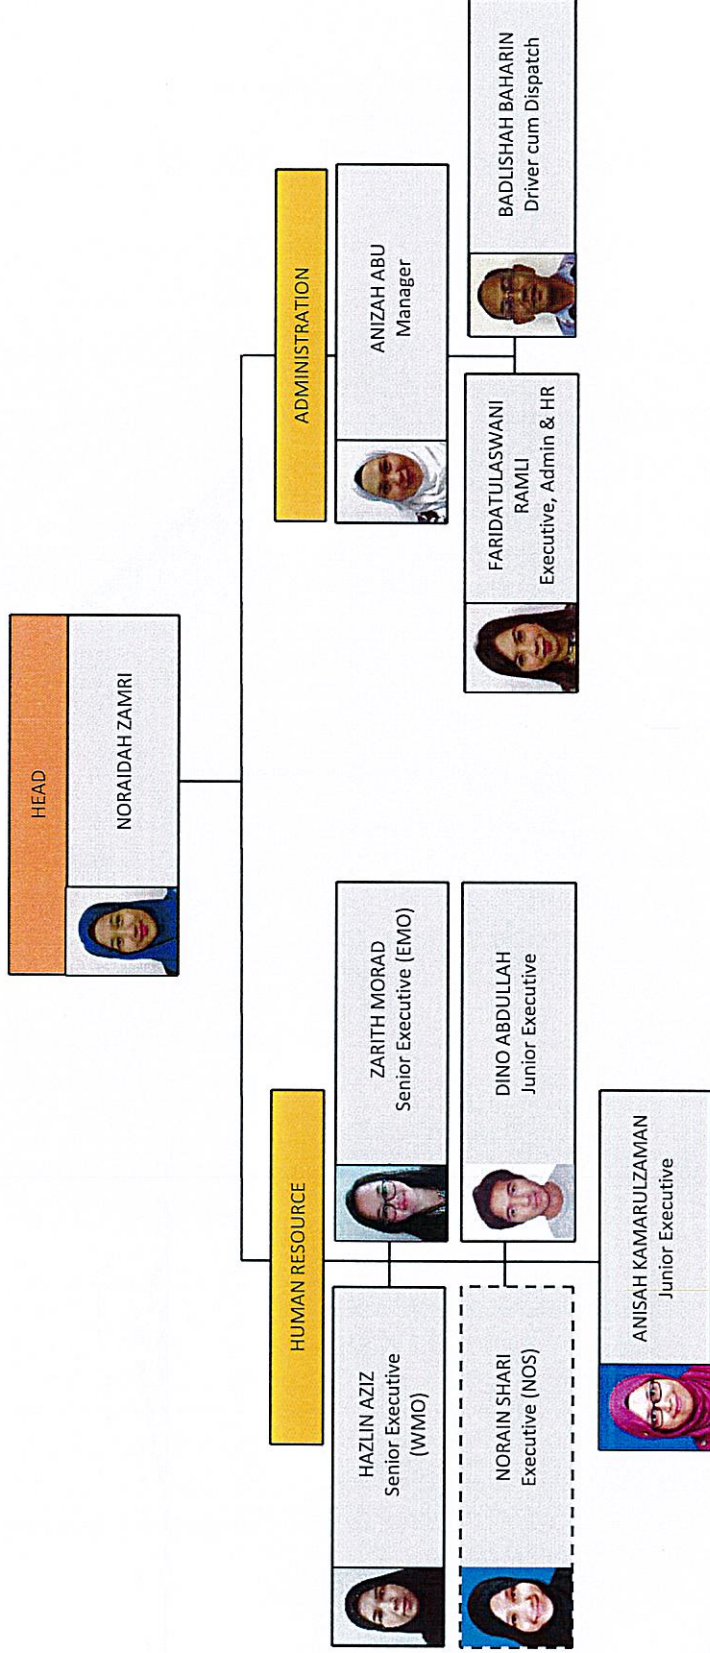 HEAD
NORAIDAH ZAMRI
HUMAN RESOURCE
HAZLIN AZIZ
Senior Executive
(WMO)
ZARITH MORAD
Senior Executive (EMO)
NORAIN SHARI
Executive (NOS)
DINO ABDULLAH
Junior Executive
ANISAH KAMARULZAMAN
Junior Executive
ADMINISTRATION
ANIZAH ABU
Manager
FARIDATULASWANI
RAMLI
Executive, Admin & HR
BADLISHAH BAHARIN
Driver cum Dispatch